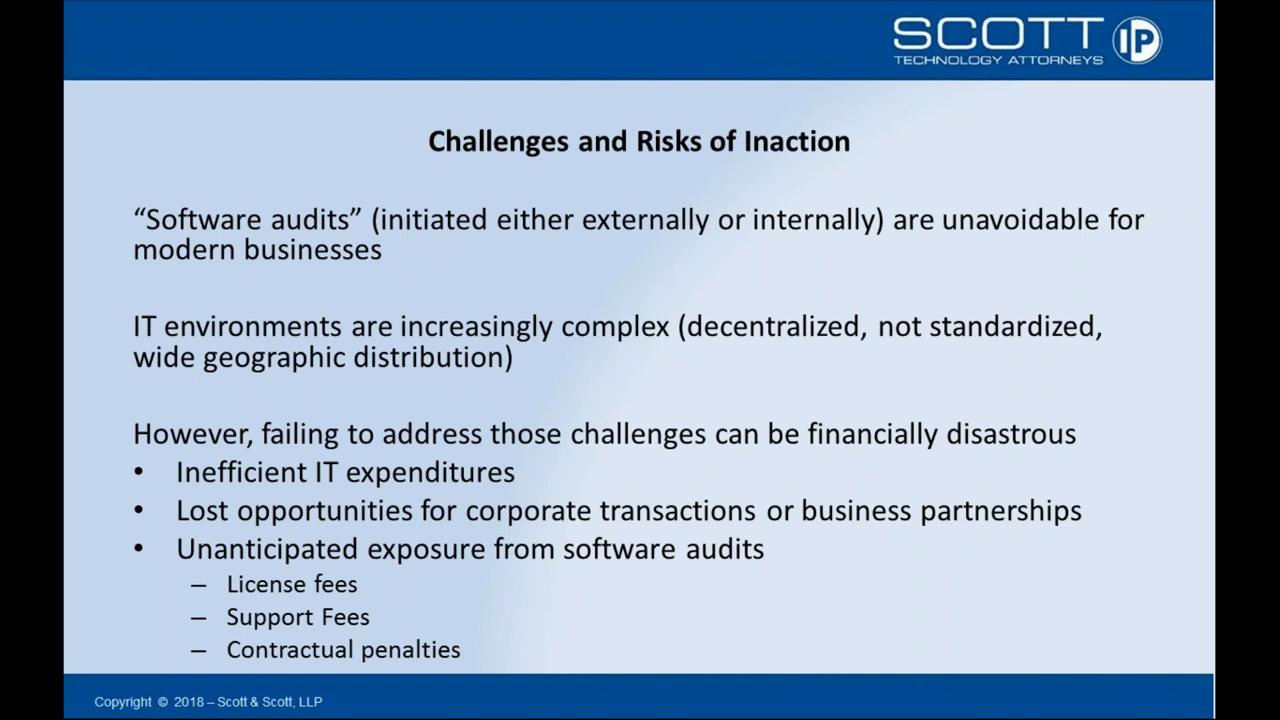 SCOTT IP
TECHNOLOGY ATTORNEYS
Challenges and Risks of Inaction
“Software audits” (initiated either externally or internally) are unavoidable for
modern businesses
IT environments are increasingly complex (decentralized, not standardized,
wide geographic distribution)
However, failing to address those challenges can be financially disastrous
• Inefficient IT expenditures
• Lost opportunities for corporate transactions or business partnerships
• Unanticipated exposure from software audits
– License fees
– Support Fees
– Contractual penalties
Copyright © 2018 – Scott & Scott, LLP